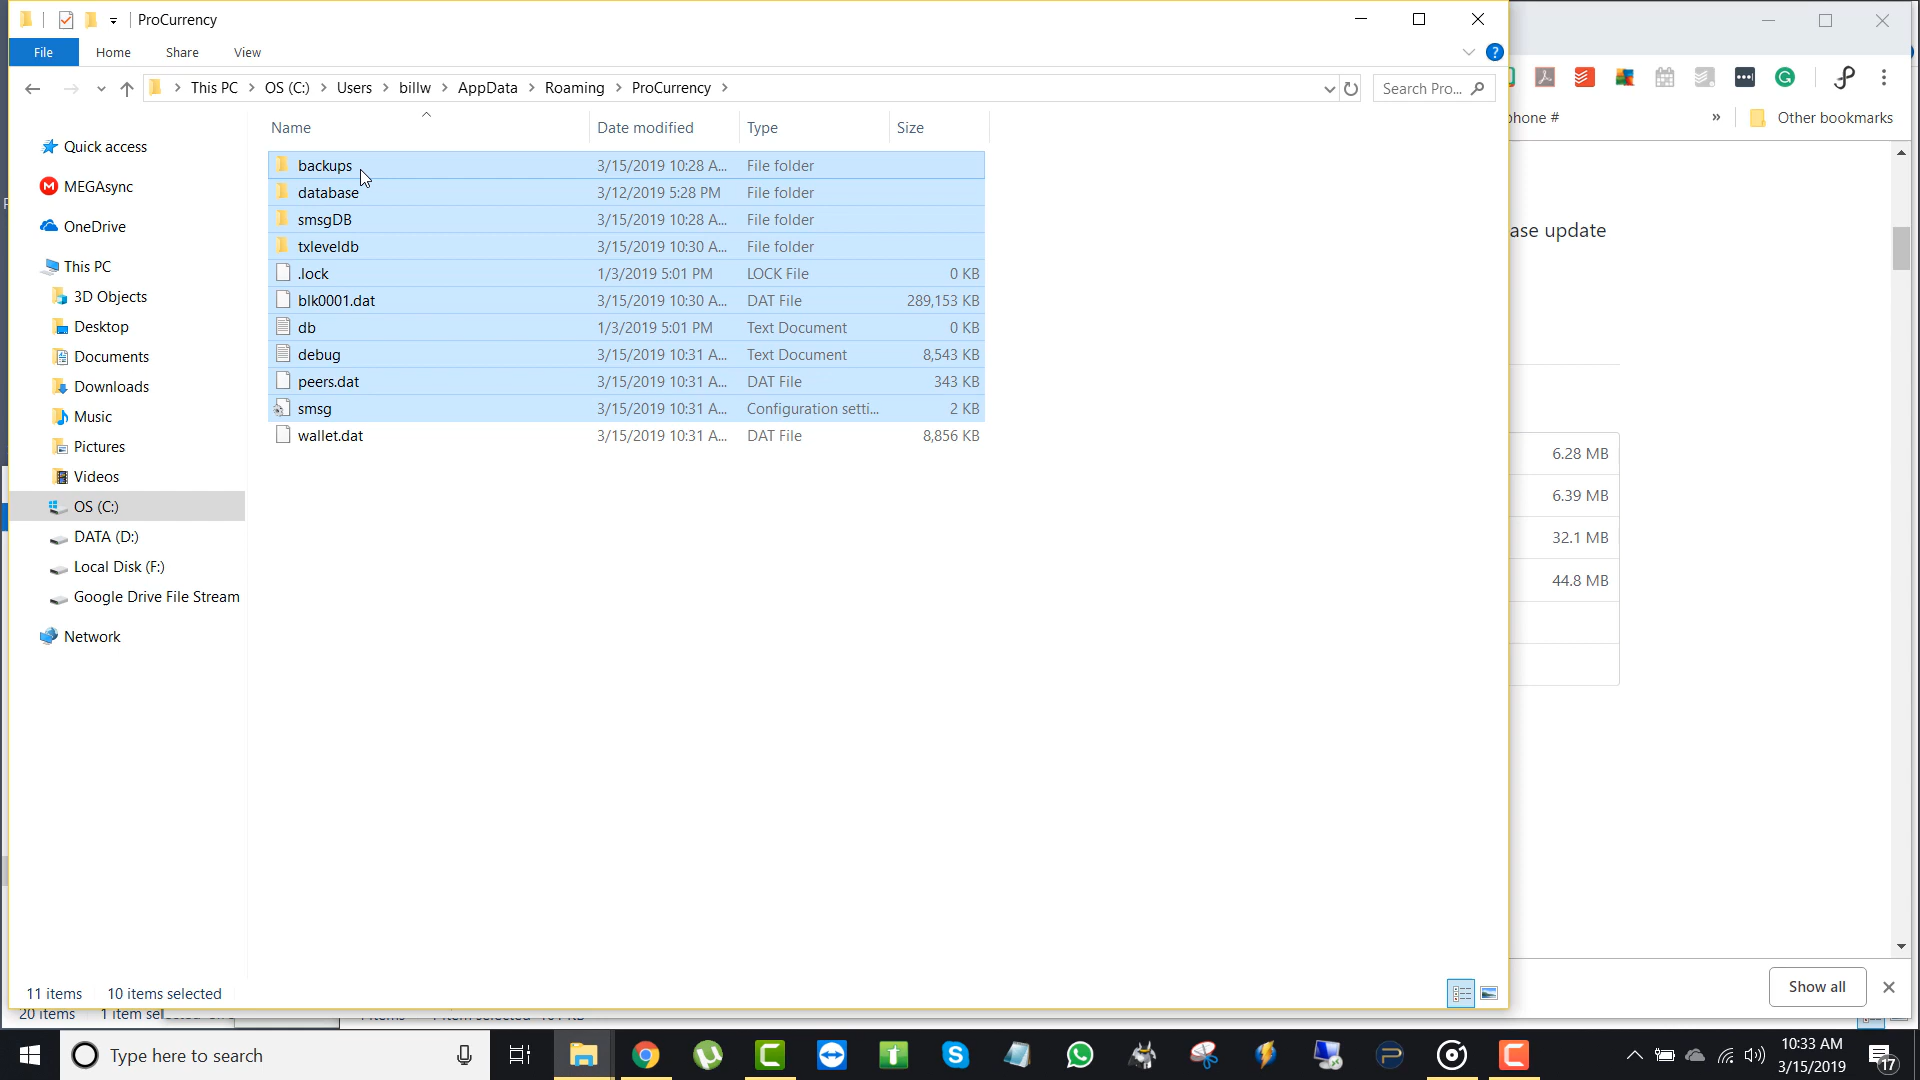 ProCurrency
File Home Share View
This PC > OS (C:) > Users > billw > AppData > Roaming > ProCurrency >
Search Pro...
Name Date modified Type Size
Quick access
MEGAsync
OneDrive
This PC
3D Objects
Desktop
Documents
Downloads
Music
Pictures
Videos
OS (C:)
DATA (D:)
Local Disk (F:)
Google Drive File Stream
Network
backups 3/15/2019 10:28 A... File folder
database 3/12/2019 5:28 PM File folder
smsgDB 3/15/2019 10:28 A... File folder
txleveldb 3/15/2019 10:30 A... File folder
.lock 1/3/2019 5:01 PM LOCK File 0 KB
blk0001.dat 3/15/2019 10:30 A... DAT File 289,153 KB
db 1/3/2019 5:01 PM Text Document 0 KB
debug 3/15/2019 10:31 A... Text Document 8,543 KB
peers.dat 3/15/2019 10:31 A... DAT File 343 KB
smsg 3/15/2019 10:31 A... Configuration setti... 2 KB
wallet.dat 3/15/2019 10:31 A... DAT File 8,856 KB
11 items 10 items selected
20 items 1 item
phone #
» Other bookmarks
ase update
6.28 MB
6.39 MB
32.1 MB
44.8 MB
Show all
Type here to search
10:33 AM
3/15/2019
17